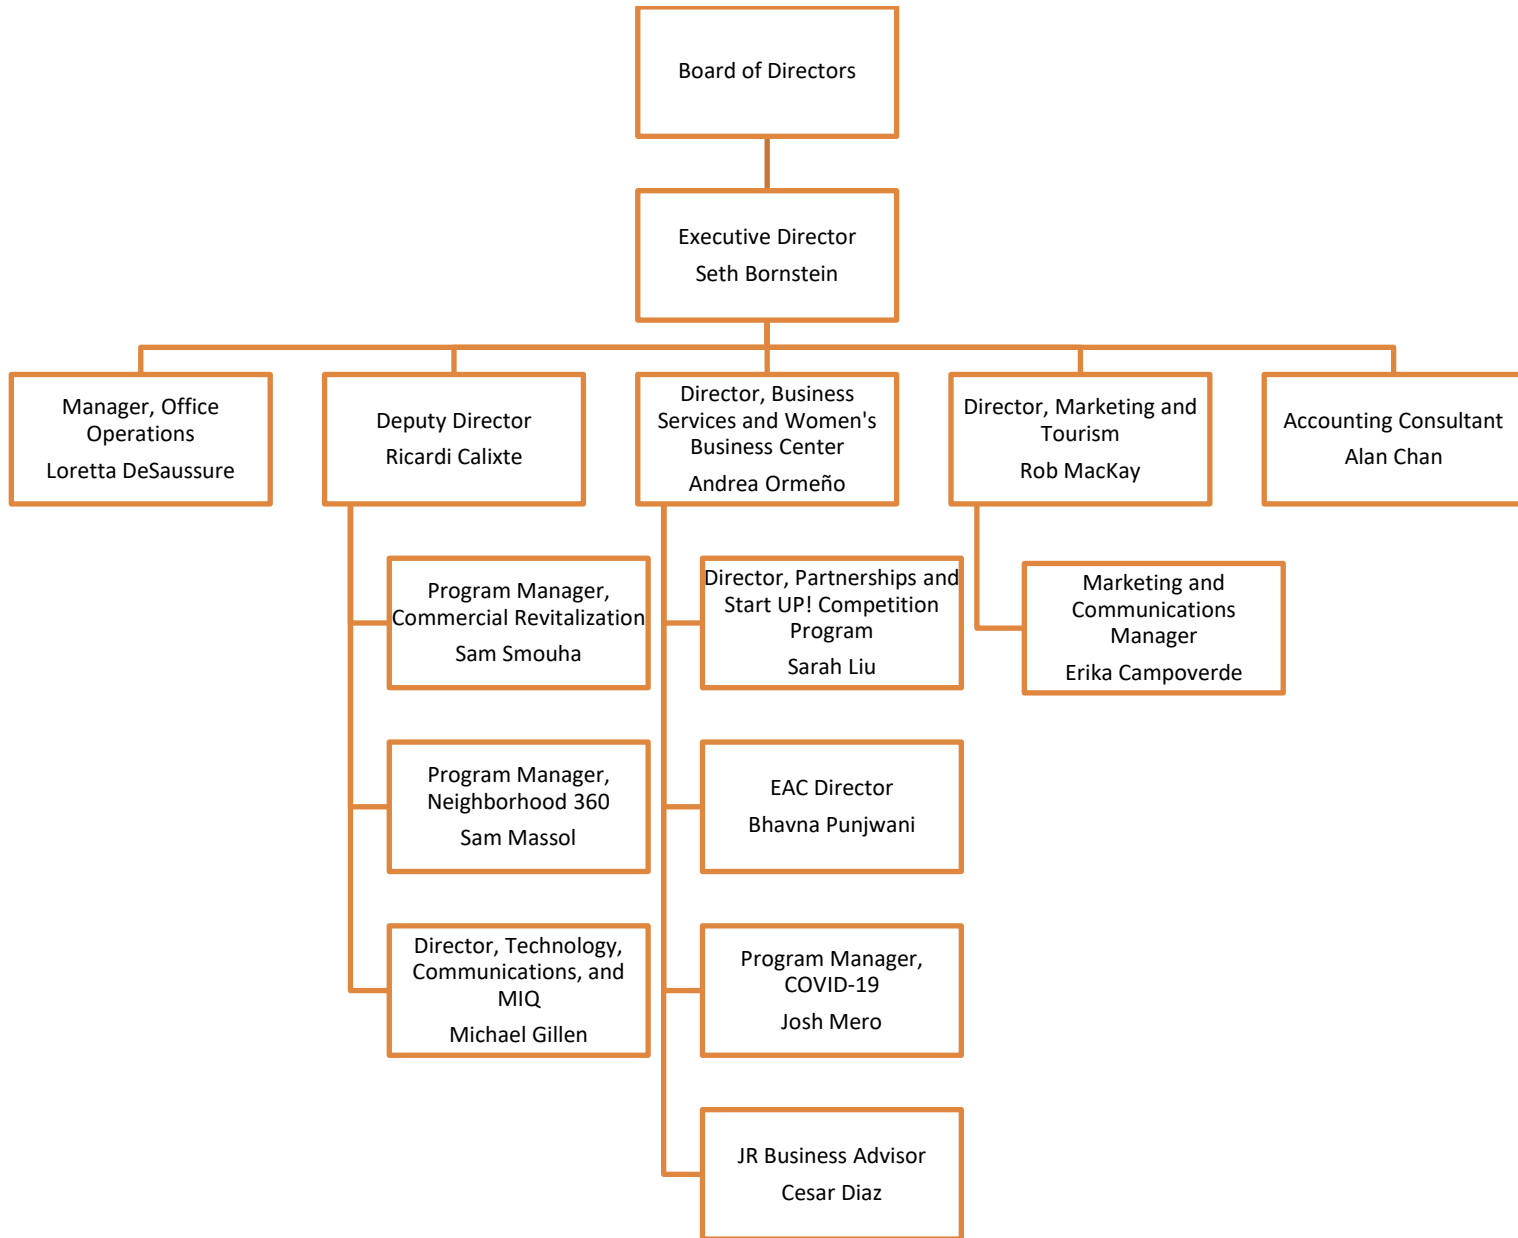 Board of Directors
Executive Director
Seth Bornstein
Manager, Office
Operations
Loretta DeSaussure
Deputy Director
Ricardi Calixte
Director, Business
Services and Women's
Business Center
Andrea Ormeño
Director, Marketing and
Tourism
Rob MacKay
Accounting Consultant
Alan Chan
Program Manager,
Commercial Revitalization
Sam Smouha
Program Manager,
Neighborhood 360
Sam Massol
Director, Technology,
Communications, and
MIQ
Michael Gillen
Director, Partnerships and
Start UP! Competition
Program
Sarah Liu
EAC Director
Bhavna Punjwani
Program Manager,
COVID-19
Josh Mero
JR Business Advisor
Cesar Diaz
Marketing and
Communications
Manager
Erika Campoverde